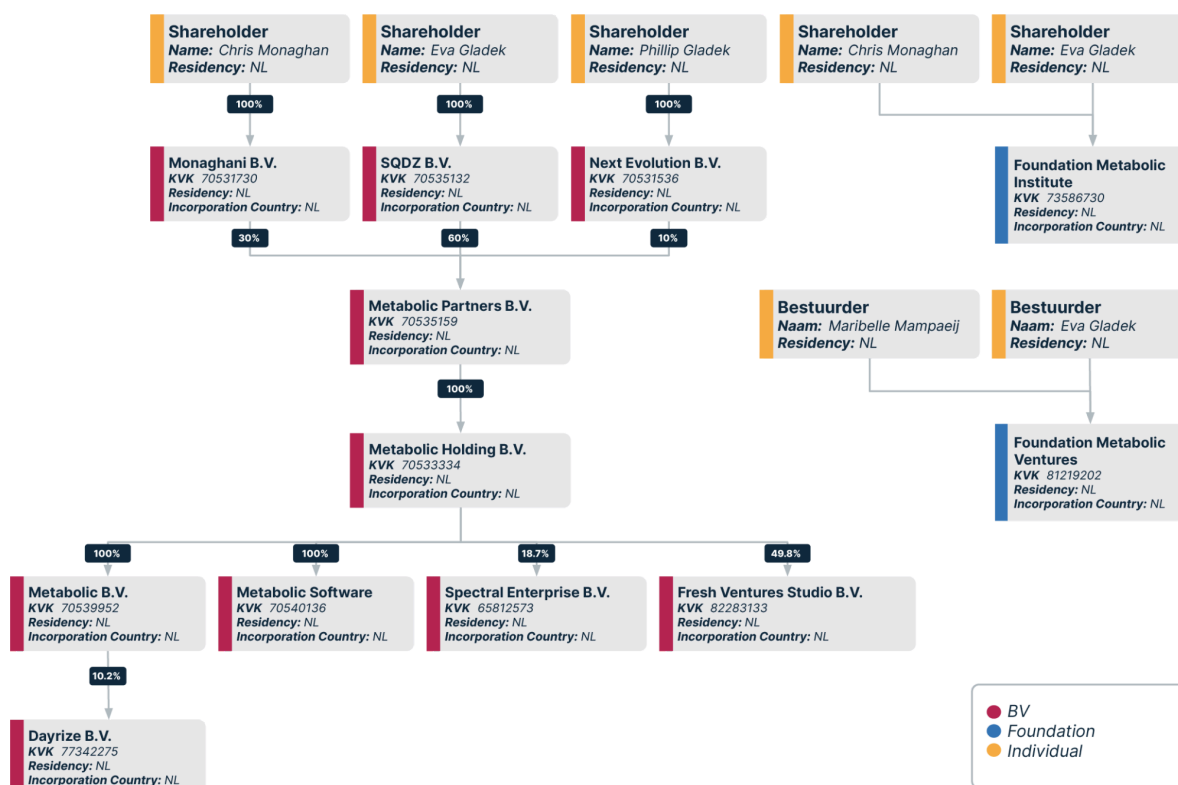 Shareholder
Name: Chris Monaghan
Residency: NL
Shareholder
Name: Eva Gladek
Residency: NL
Shareholder
Name: Phillip Gladek
Residency: NL
Shareholder
Name: Chris Monaghan
Residency: NL
Shareholder
Name: Eva Gladek
Residency: NL
100%
100%
100%
Monaghani B.V.
KVK 70531730
Residency: NL
Incorporation Country: NL
SQDZ B.V.
KVK 70535132
Residency: NL
Incorporation Country: NL
Next Evolution B.V.
KVK 70531536
Residency: NL
Incorporation Country: NL
Foundation Metabolic
Institute
KVK 73586730
Residency: NL
Incorporation Country: NL
30%
60%
10%
Metabolic Partners B.V.
KVK 70535159
Residency: NL
Incorporation Country: NL
Bestuurder
Naam: Maribelle Mampaeij
Residency: NL
Bestuurder
Naam: Eva Gladek
Residency: NL
100%
Metabolic Holding B.V.
KVK 70533334
Residency: NL
Incorporation Country: NL
Foundation Metabolic
Ventures
KVK 81219202
Residency: NL
Incorporation Country: NL
100%
100%
18.7%
49.8%
Metabolic B.V.
KVK 70539952
Residency: NL
Incorporation Country: NL
Metabolic Software
KVK 70540136
Residency: NL
Incorporation Country: NL
Spectral Enterprise B.V.
KVK 65812573
Residency: NL
Incorporation Country: NL
Fresh Ventures Studio B.V.
KVK 82283133
Residency: NL
Incorporation Country: NL
10.2%
Dayrize B.V.
KVK 77342275
Residency: NL
Incorporation Country: NL
BV
Foundation
Individual